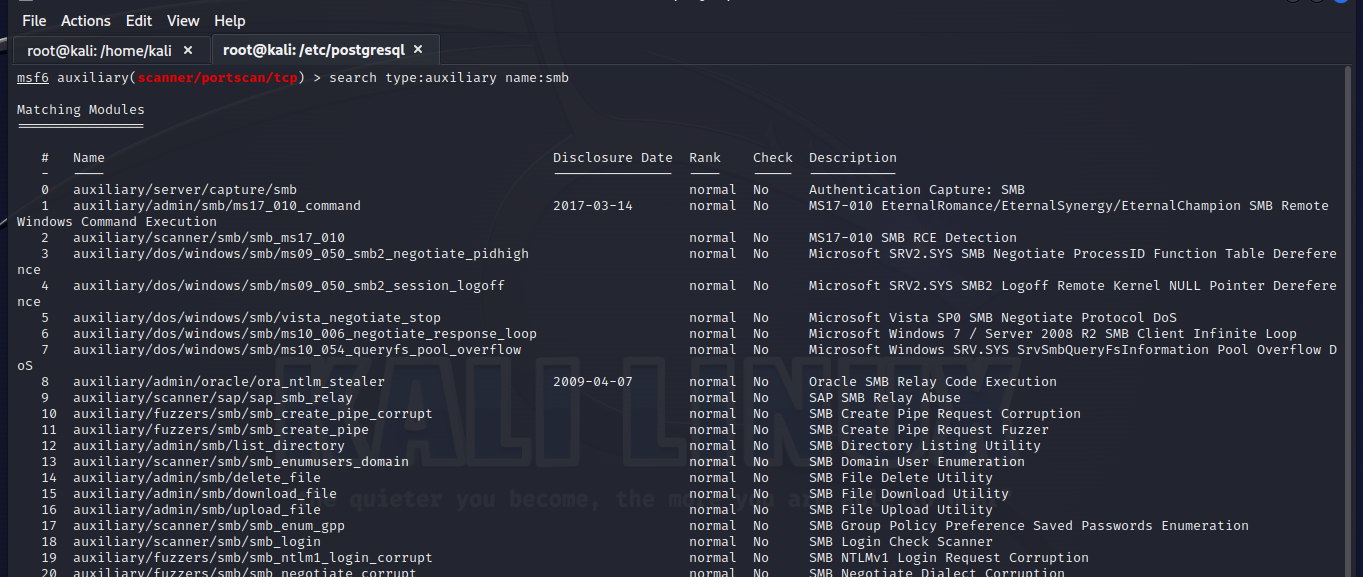 File Actions Edit View Help
root@kali: /home/kali × root@kali: /etc/postgresql ×
msf6 auxiliary(scanner/portscan/tcp) > search type:auxiliary name:smb
Matching Modules
================
# Name Disclosure Date Rank Check Description
- ---- --------------- ---- ----- -----------
0 auxiliary/server/capture/smb normal No Authentication Capture: SMB
1 auxiliary/admin/smb/ms17_010_command 2017-03-14 normal No MS17-010 EternalRomance/EternalSynergy/EternalChampion SMB Remote
Windows Command Execution
2 auxiliary/scanner/smb/smb_ms17_010 normal No MS17-010 SMB RCE Detection
3 auxiliary/dos/windows/smb/ms09_050_smb2_negotiate_pidhigh normal No Microsoft SRV2.SYS SMB Negotiate ProcessID Function Table Derefere
nce
4 auxiliary/dos/windows/smb/ms09_050_smb2_session_logoff normal No Microsoft SRV2.SYS SMB2 Logoff Remote Kernel NULL Pointer Derefere
nce
5 auxiliary/dos/windows/smb/vista_negotiate_stop normal No Microsoft Vista SP0 SMB Negotiate Protocol DoS
6 auxiliary/dos/windows/smb/ms10_006_negotiate_response_loop normal No Microsoft Windows 7 / Server 2008 R2 SMB Client Infinite Loop
7 auxiliary/dos/windows/smb/ms10_054_queryfs_pool_overflow normal No Microsoft Windows SRV.SYS SrvSmbQueryFsInformation Pool Overflow D
oS
8 auxiliary/admin/oracle/ora_ntlm_stealer 2009-04-07 normal No Oracle SMB Relay Code Execution
9 auxiliary/scanner/sap/sap_smb_relay normal No SAP SMB Relay Abuse
10 auxiliary/fuzzers/smb/smb_create_pipe_corrupt normal No SMB Create Pipe Request Corruption
11 auxiliary/fuzzers/smb/smb_create_pipe normal No SMB Create Pipe Request Fuzzer
12 auxiliary/admin/smb/list_directory normal No SMB Directory Listing Utility
13 auxiliary/scanner/smb/smb_enumusers_domain normal No SMB Domain User Enumeration
14 auxiliary/admin/smb/delete_file normal No SMB File Delete Utility
15 auxiliary/admin/smb/download_file normal No SMB File Download Utility
16 auxiliary/admin/smb/upload_file normal No SMB File Upload Utility
17 auxiliary/scanner/smb/smb_enum_gpp normal No SMB Group Policy Preference Saved Passwords Enumeration
18 auxiliary/scanner/smb/smb_login normal No SMB Login Check Scanner
19 auxiliary/fuzzers/smb/smb_ntlm1_login_corrupt normal No SMB NTLMv1 Login Request Corruption
20 auxiliary/fuzzers/smb/smb_negotiate_corrupt normal No SMB Negotiate Dialect Corruption
KALI LINUX
quieter you become, the more you are